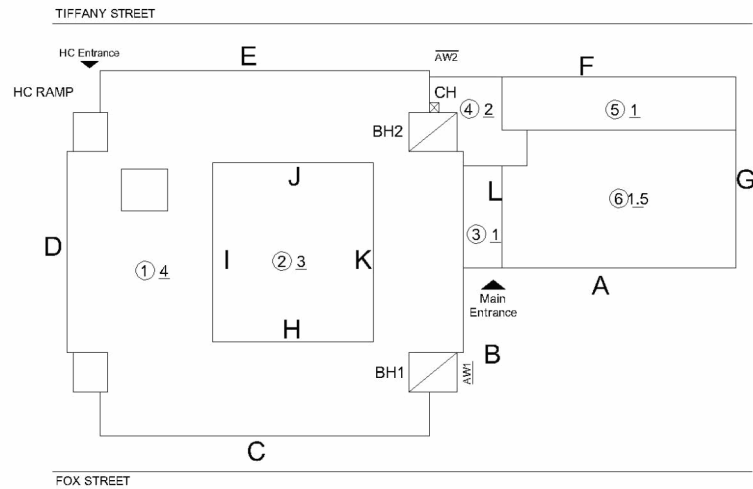 TIFFANY STREET
HC Entrance
E
AW2
F
HC RAMP
CH
④ 2
⑤ 1
BH2
J
L
G
⑥ 1.5
D
I
K
③ 1
① 4
② 3
A
Main
Entrance
H
B
BH1
AW1
C
FOX STREET